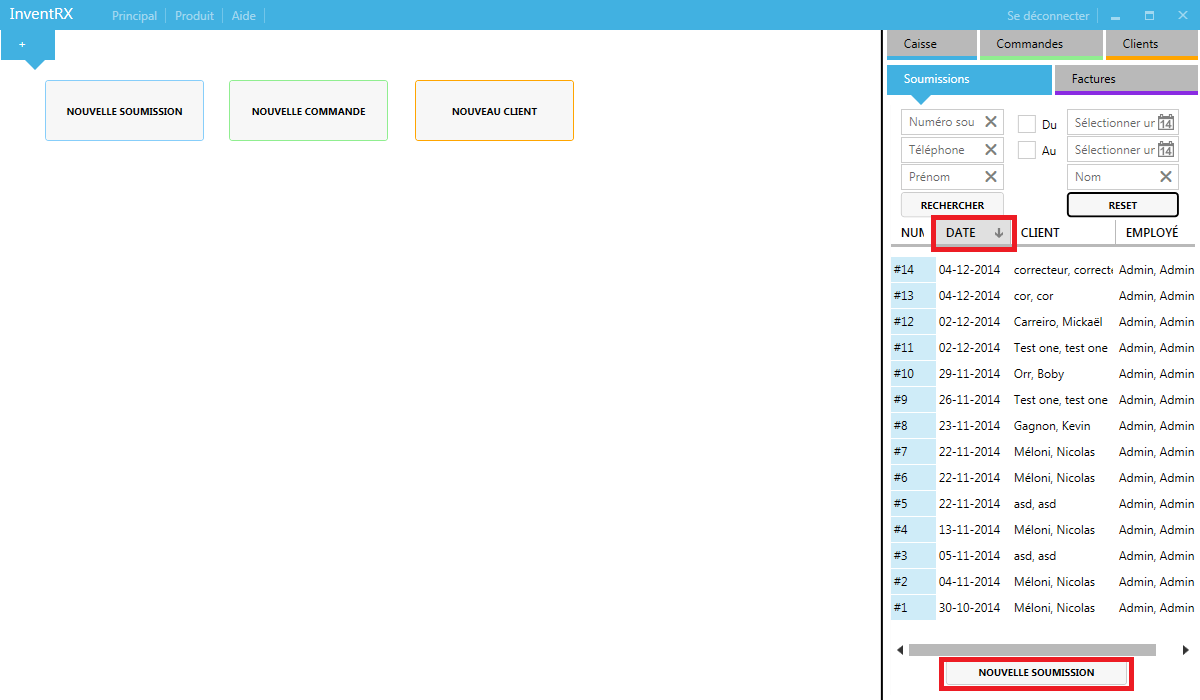 InventRX Principal Produit Aide Se déconnecter
+
Caisse Commandes Clients
Soumissions Factures
NOUVELLE SOUMISSION NOUVELLE COMMANDE NOUVEAU CLIENT
Numéro sou Du Sélectionner ur 14
Téléphone Au Sélectionner ur 14
Prénom Nom
RECHERCHER RESET
NUM DATE CLIENT EMPLOYÉ
#14 04-12-2014 correcteur, correcte Admin, Admin
#13 04-12-2014 cor, cor Admin, Admin
#12 02-12-2014 Carreiro, Mickaël Admin, Admin
#11 02-12-2014 Test one, test one Admin, Admin
#10 29-11-2014 Orr, Boby Admin, Admin
#9 26-11-2014 Test one, test one Admin, Admin
#8 23-11-2014 Gagnon, Kevin Admin, Admin
#7 22-11-2014 Méloni, Nicolas Admin, Admin
#6 22-11-2014 Méloni, Nicolas Admin, Admin
#5 22-11-2014 asd, asd Admin, Admin
#4 13-11-2014 Méloni, Nicolas Admin, Admin
#3 05-11-2014 asd, asd Admin, Admin
#2 04-11-2014 Méloni, Nicolas Admin, Admin
#1 30-10-2014 Méloni, Nicolas Admin, Admin
NOUVELLE SOUMISSION